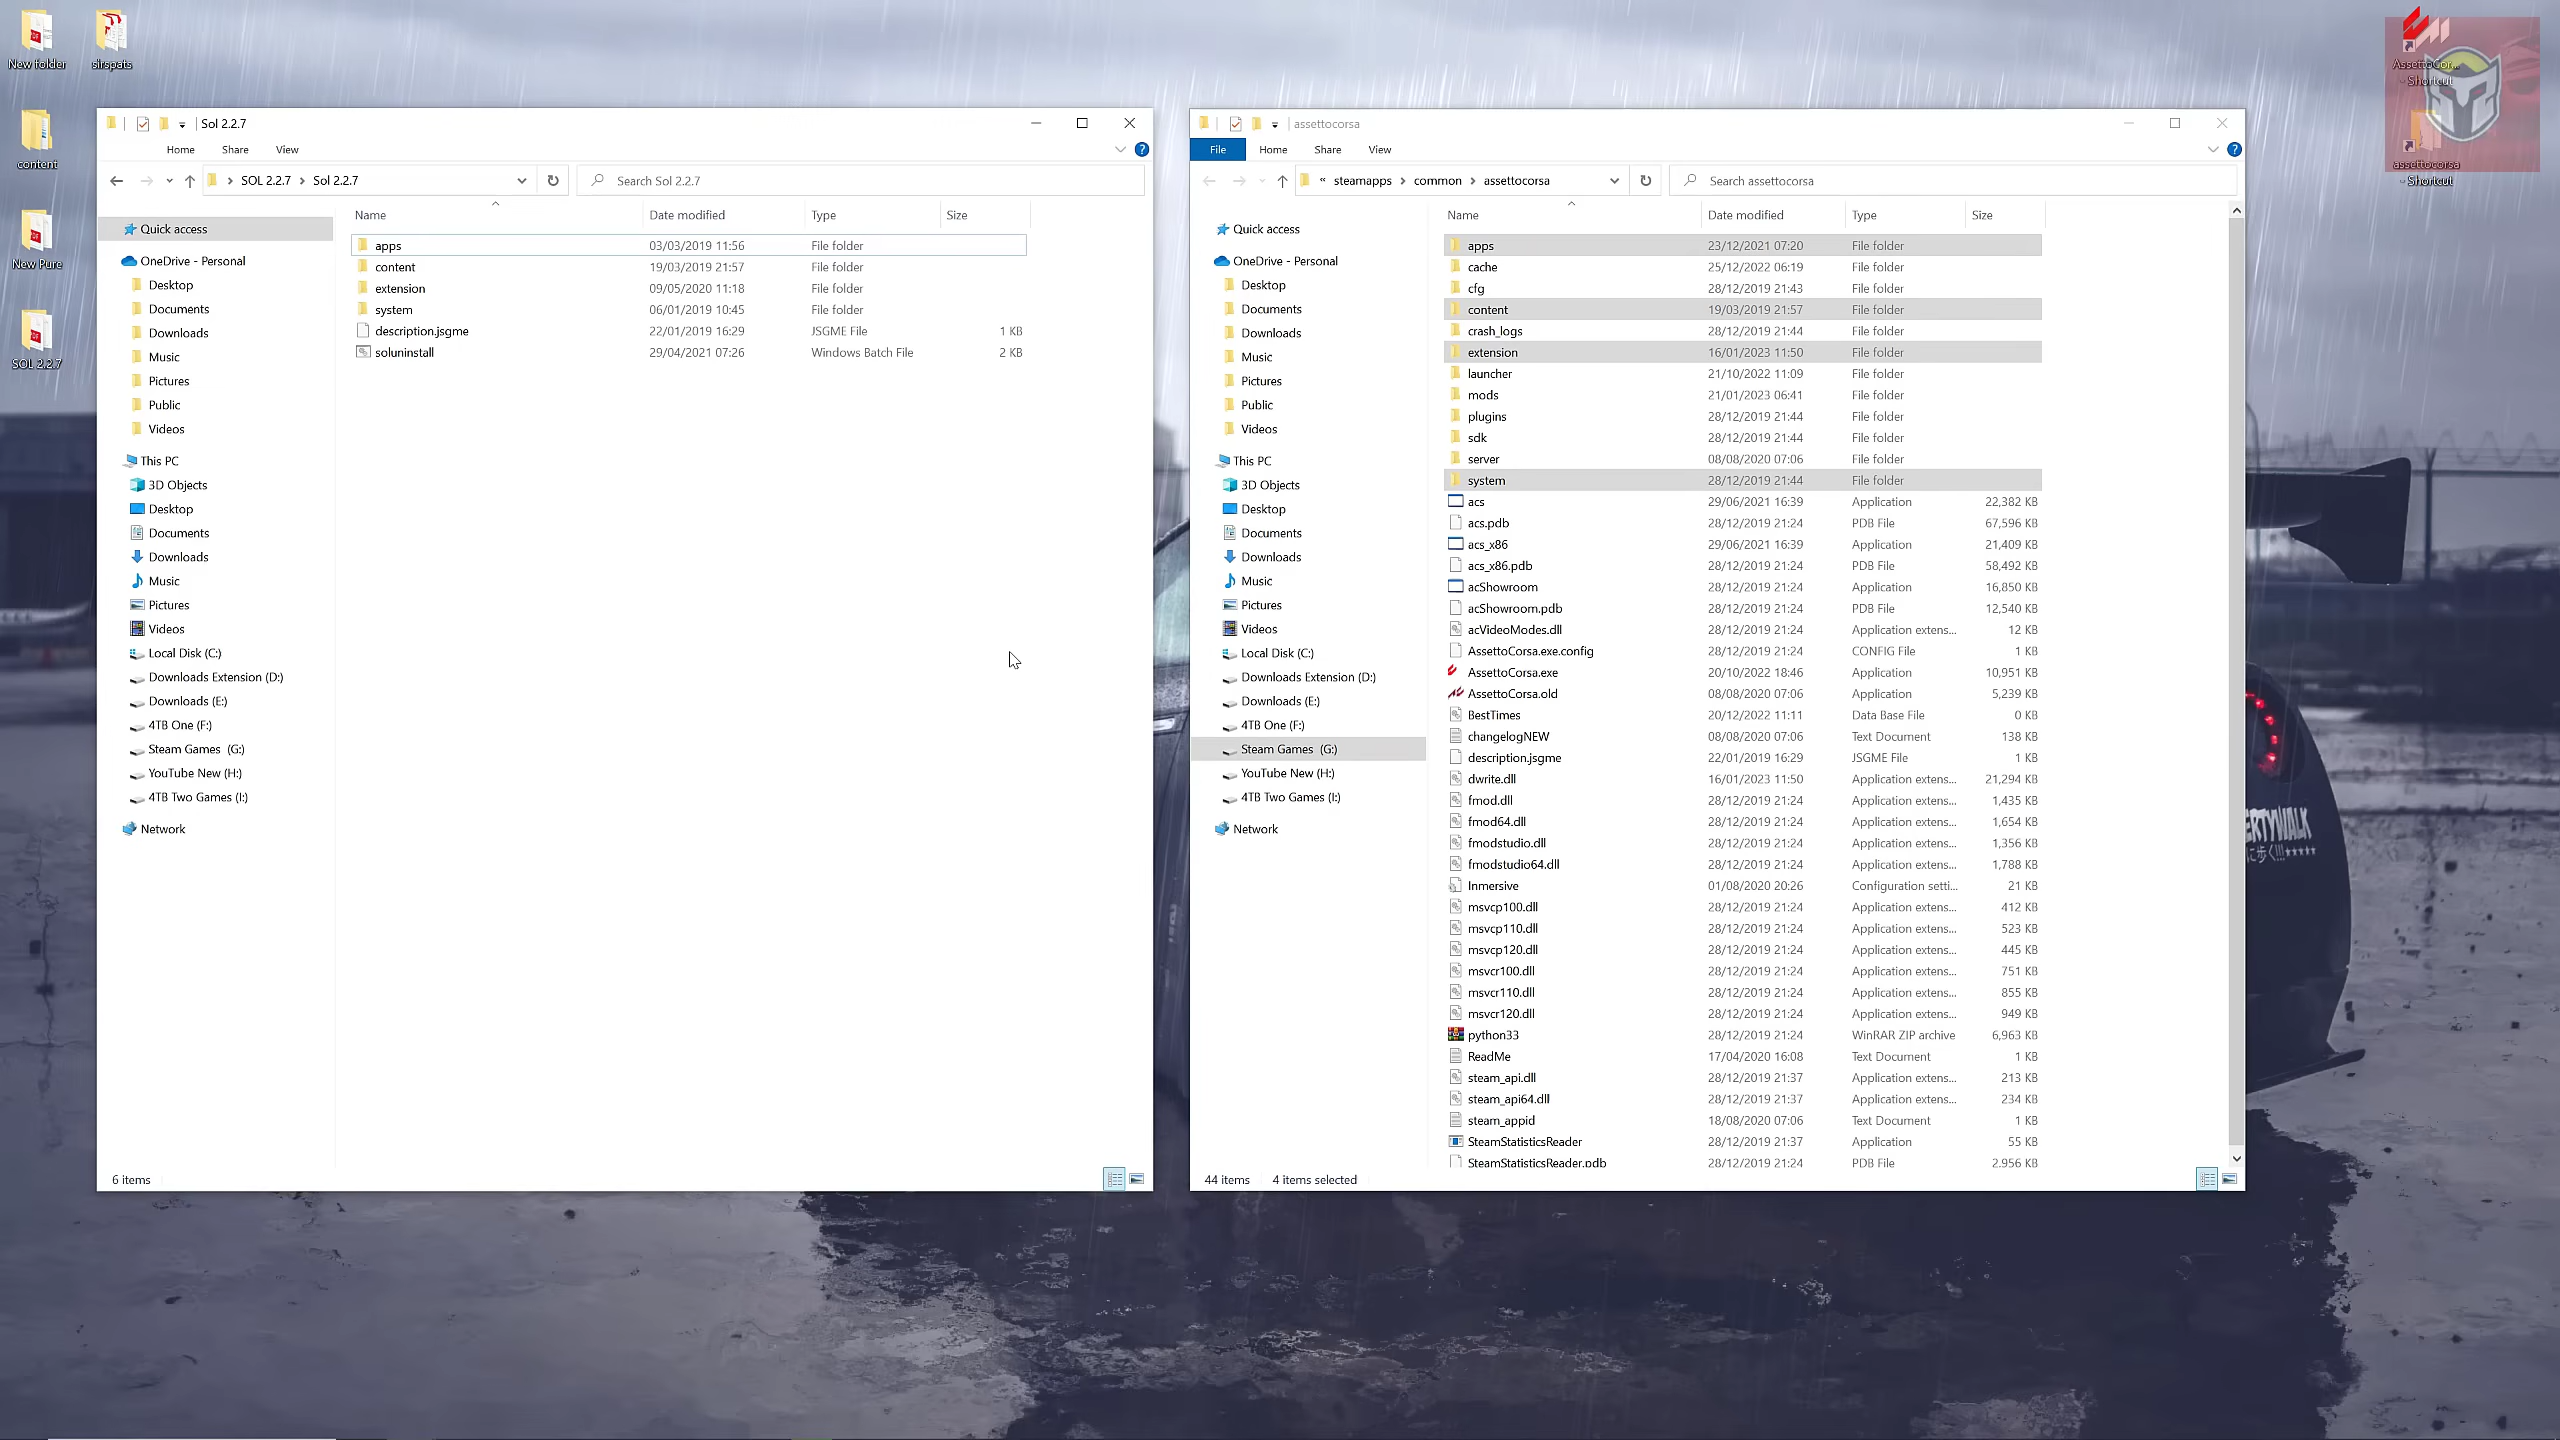 New folder
slrspats
content
New Pure
SOL 2.2.7
AssettoCor...
- Shortcut
assettocorsa
- Shortcut
Sol 2.2.7
Home Share View
SOL 2.2.7 Sol 2.2.7
Search Sol 2.2.7
Name Date modified Type Size
apps 03/03/2019 11:56 File folder
content 19/03/2019 21:57 File folder
extension 09/05/2020 11:18 File folder
system 06/01/2019 10:45 File folder
description.jsgme 22/01/2019 16:29 JSGME File 1 KB
soluninstall 29/04/2021 07:26 Windows Batch File 2 KB
Quick access
OneDrive - Personal
Desktop
Documents
Downloads
Music
Pictures
Public
Videos
This PC
3D Objects
Desktop
Documents
Downloads
Music
Pictures
Videos
Local Disk (C:)
Downloads Extension (D:)
Downloads (E:)
4TB One (F:)
Steam Games (G:)
YouTube New (H:)
4TB Two Games (I:)
Network
6 items
assettocorsa
File Home Share View
« steamapps common assettocorsa
Search assettocorsa
Quick access
OneDrive - Personal
Desktop
Documents
Downloads
Music
Pictures
Public
Videos
This PC
3D Objects
Desktop
Documents
Downloads
Music
Pictures
Videos
Local Disk (C:)
Downloads Extension (D:)
Downloads (E:)
4TB One (F:)
Steam Games (G:)
YouTube New (H:)
4TB Two Games (I:)
Network
Name Date modified Type Size
apps 23/12/2021 07:20 File folder
cache 25/12/2022 06:19 File folder
cfg 28/12/2019 21:43 File folder
content 19/03/2019 21:57 File folder
crash_logs 28/12/2019 21:44 File folder
extension 16/01/2023 11:50 File folder
launcher 21/10/2022 11:09 File folder
mods 21/01/2023 06:41 File folder
plugins 28/12/2019 21:44 File folder
sdk 28/12/2019 21:44 File folder
server 08/08/2020 07:06 File folder
system 28/12/2019 21:44 File folder
acs 29/06/2021 16:39 Application 22,382 KB
acs.pdb 28/12/2019 21:24 PDB File 67,596 KB
acs_x86 29/06/2021 16:39 Application 21,409 KB
acs_x86.pdb 28/12/2019 21:24 PDB File 58,492 KB
acShowroom 28/12/2019 21:24 Application 16,850 KB
acShowroom.pdb 28/12/2019 21:24 PDB File 12,540 KB
acVideoModes.dll 28/12/2019 21:24 Application extens... 12 KB
AssettoCorsa.exe.config 28/12/2019 21:24 CONFIG File 1 KB
AssettoCorsa.exe 20/10/2022 18:46 Application 10,951 KB
AssettoCorsa.old 08/08/2020 07:06 Application 5,239 KB
BestTimes 20/12/2022 11:11 Data Base File 0 KB
changelogNEW 08/08/2020 07:06 Text Document 138 KB
description.jsgme 22/01/2019 16:29 JSGME File 1 KB
dwrite.dll 16/01/2023 11:50 Application extens... 21,294 KB
fmod.dll 28/12/2019 21:24 Application extens... 1,435 KB
fmod64.dll 28/12/2019 21:24 Application extens... 1,654 KB
fmodstudio.dll 28/12/2019 21:24 Application extens... 1,356 KB
fmodstudio64.dll 28/12/2019 21:24 Application extens... 1,788 KB
Inmersive 01/08/2020 20:26 Configuration setti... 21 KB
msvcp100.dll 28/12/2019 21:24 Application extens... 412 KB
msvcp110.dll 28/12/2019 21:24 Application extens... 523 KB
msvcp120.dll 28/12/2019 21:24 Application extens... 445 KB
msvcr100.dll 28/12/2019 21:24 Application extens... 751 KB
msvcr110.dll 28/12/2019 21:24 Application extens... 855 KB
msvcr120.dll 28/12/2019 21:24 Application extens... 949 KB
python33 28/12/2019 21:24 WinRAR ZIP archive 6,963 KB
ReadMe 17/04/2020 16:08 Text Document 1 KB
steam_api.dll 28/12/2019 21:37 Application extens... 213 KB
steam_api64.dll 28/12/2019 21:37 Application extens... 234 KB
steam_appid 18/08/2020 07:06 Text Document 1 KB
SteamStatisticsReader 28/12/2019 21:37 Application 55 KB
SteamStatisticsReader.pdb 28/12/2019 21:24 PDB File 2,956 KB
44 items 4 items selected
ERTYWALK
に歩く!!!★★★★★